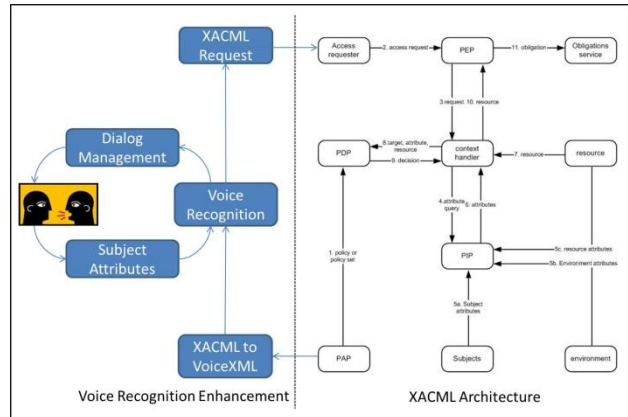 XACML
Request
Dialog
Management
Voice
Recognition
Subject
Attributes
XACML to
VoiceXML
Voice Recognition Enhancement
Access
requester
2. access request
PEP
11. obligation
Obligations
service
3.request
10. resource
PDP
8.target, attribute,
resource
9. decision
context
handler
7. resource
resource
4.attribute
query
6. attributes
1. policy or
policy set
PIP
5c. resource attributes
5b. Environment attributes
5a. Subject
attributes
PAP
Subjects
environment
XACML Architecture